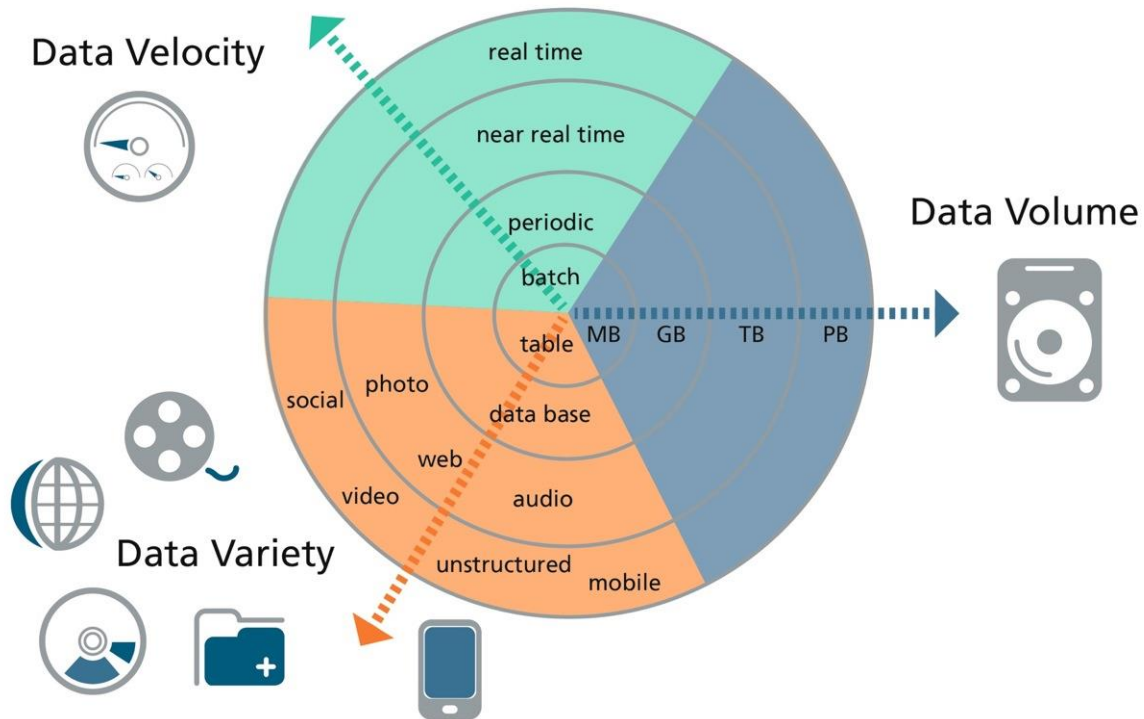 real time
Data Velocity
near real time
Data Volume
periodic
batch
MB GB TB PB
table
photo
social
data base
web
video
audio
Data Variety
unstructured
mobile